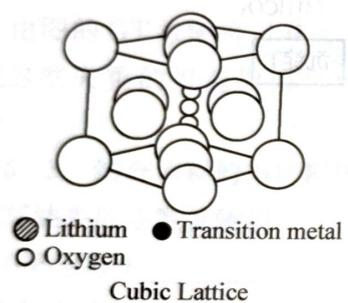 Lithium Transition metal
Oxygen
Cubic Lattice